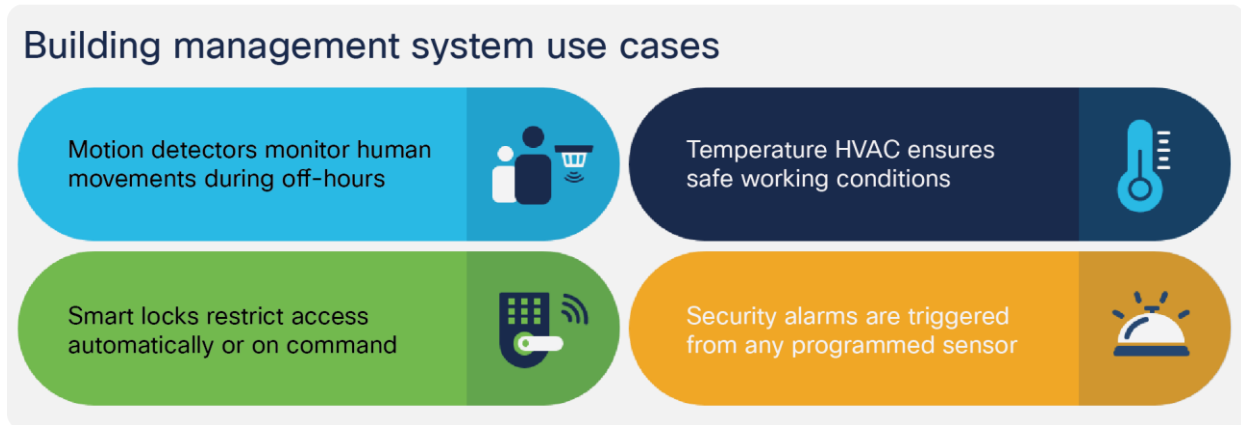 Building management system use cases
Motion detectors monitor human
movements during off-hours
Temperature HVAC ensures
safe working conditions
Smart locks restrict access
automatically or on command
Security alarms are triggered
from any programmed sensor